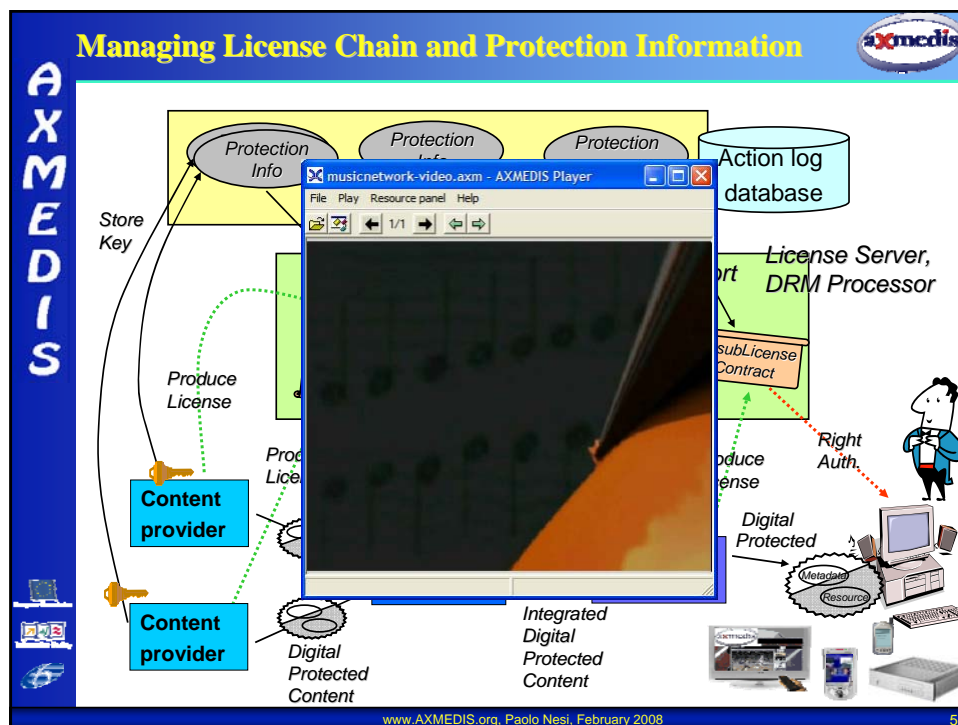 Managing License Chain and Protection Information
axmedis
AXMEDIS
Protection
Info
Protection
Info
Protection
Action log
database
Store
Key
musicnetwork-video.axm - AXMEDIS Player
File Play Resource panel Help
1/1
License Server,
DRM Processor
subLicense
Contract
Produce
License
Right
Auth.
Content
provider
Digital
Protected
Metadata
Resource
Content
provider
Digital
Protected
Content
Integrated
Digital
Protected
Content
axmedis
www.AXMEDIS.org, Paolo Nesi, February 2008